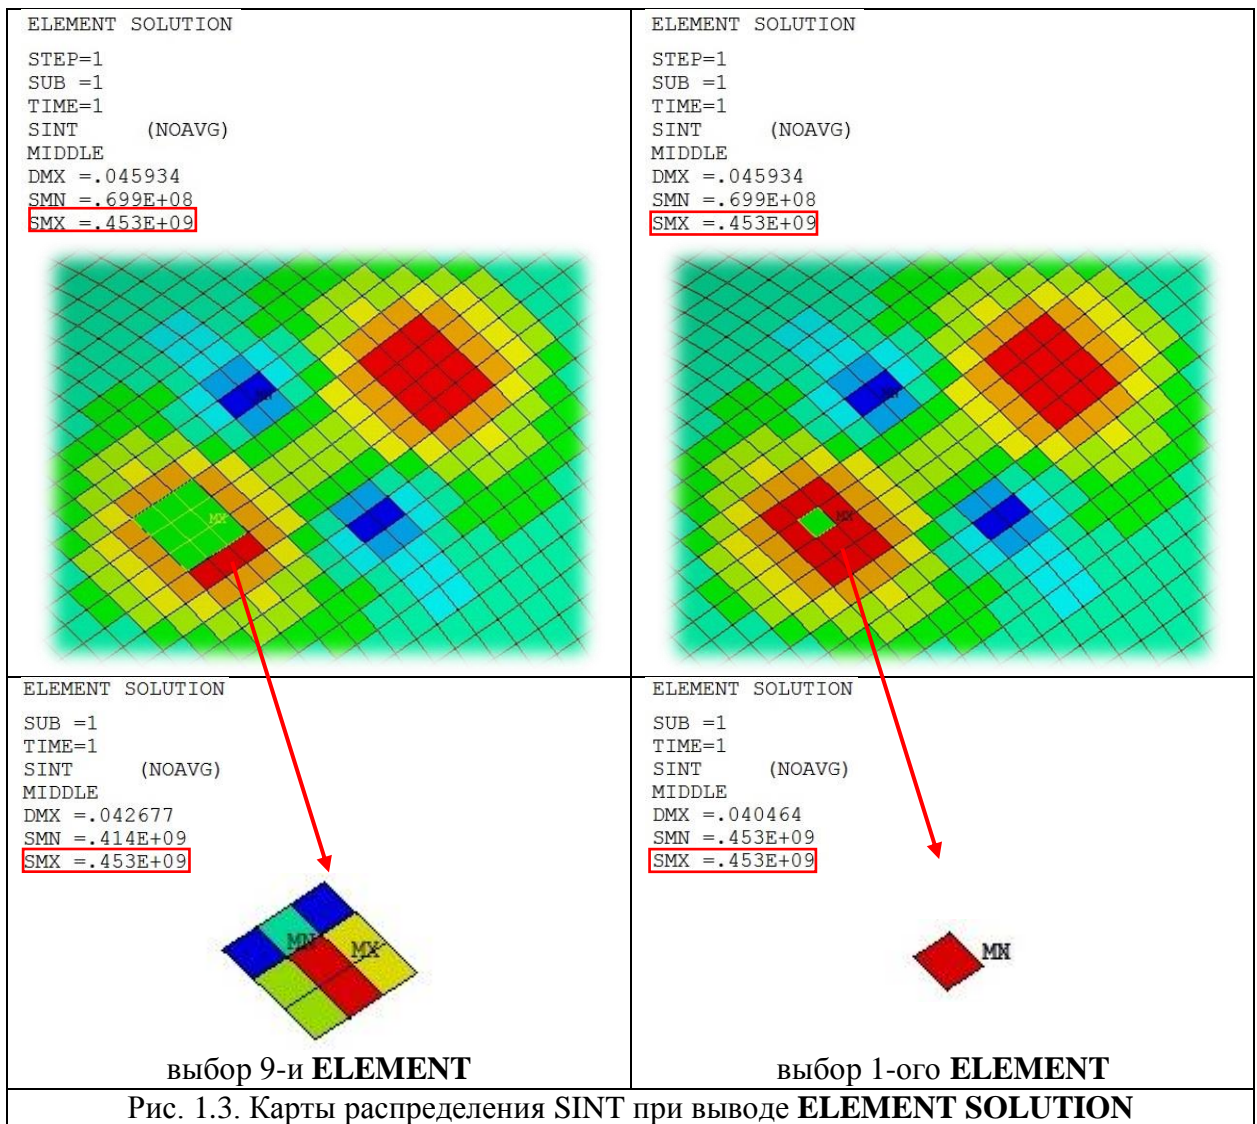 ELEMENT SOLUTION
STEP=1
SUB =1
TIME=1
SINT (NOAVG)
MIDDLE
DMX =.045934
SMN =.699E+08
SMX =.453E+09
MN
MX
ELEMENT SOLUTION
STEP=1
SUB =1
TIME=1
SINT (NOAVG)
MIDDLE
DMX =.045934
SMN =.699E+08
SMX =.453E+09
MN
MX
ELEMENT SOLUTION
SUB =1
TIME=1
SINT (NOAVG)
MIDDLE
DMX =.042677
SMN =.414E+09
SMX =.453E+09
MN MX
выбор 9-и ELEMENT
ELEMENT SOLUTION
SUB =1
TIME=1
SINT (NOAVG)
MIDDLE
DMX =.040464
SMN =.453E+09
SMX =.453E+09
выбор 1-ого ELEMENT
Рис. 1.3. Карты распределения SINT при выводе ELEMENT SOLUTION